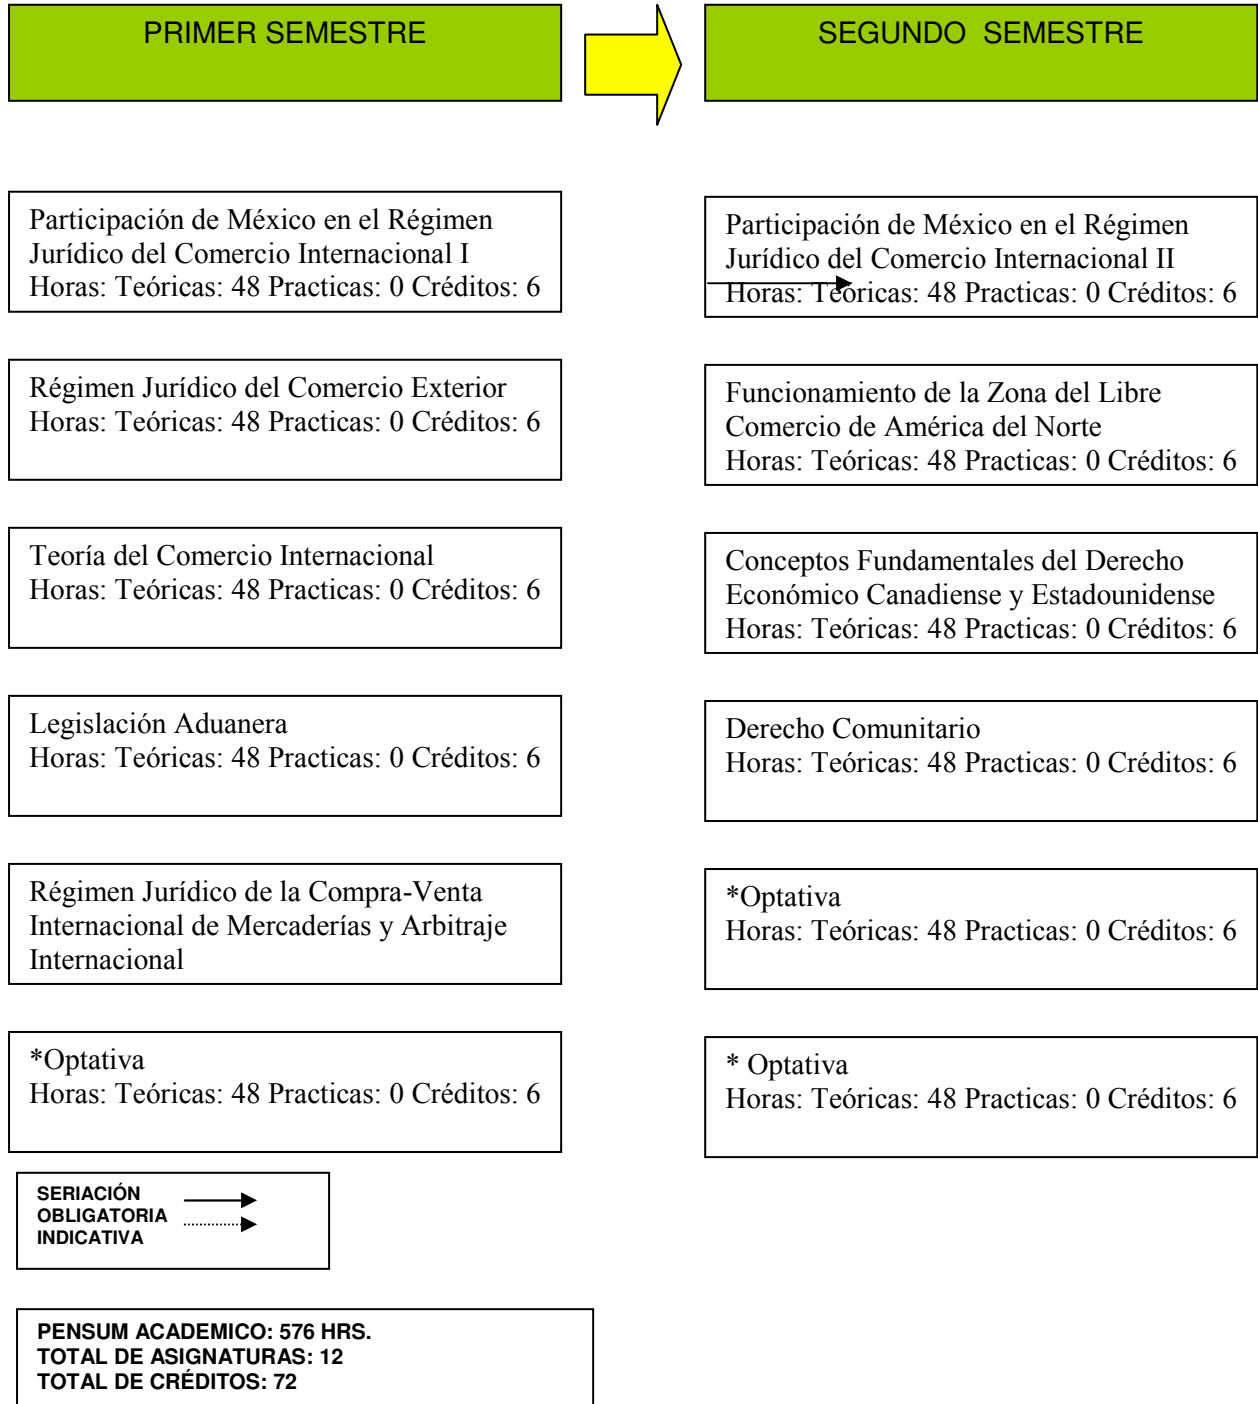 PRIMER SEMESTRE
SEGUNDO SEMESTRE
Participación de México en el Régimen
Jurídico del Comercio Internacional I
Horas: Teóricas: 48 Practicas: 0 Créditos: 6
Régimen Jurídico del Comercio Exterior
Horas: Teóricas: 48 Practicas: 0 Créditos: 6
Teoría del Comercio Internacional
Horas: Teóricas: 48 Practicas: 0 Créditos: 6
Legislación Aduanera
Horas: Teóricas: 48 Practicas: 0 Créditos: 6
Régimen Jurídico de la Compra-Venta
Internacional de Mercaderías y Arbitraje
Internacional
*Optativa
Horas: Teóricas: 48 Practicas: 0 Créditos: 6
Participación de México en el Régimen
Jurídico del Comercio Internacional II
Horas: Teóricas: 48 Practicas: 0 Créditos: 6
Funcionamiento de la Zona del Libre
Comercio de América del Norte
Horas: Teóricas: 48 Practicas: 0 Créditos: 6
Conceptos Fundamentales del Derecho
Económico Canadiense y Estadounidense
Horas: Teóricas: 48 Practicas: 0 Créditos: 6
Derecho Comunitario
Horas: Teóricas: 48 Practicas: 0 Créditos: 6
*Optativa
Horas: Teóricas: 48 Practicas: 0 Créditos: 6
* Optativa
Horas: Teóricas: 48 Practicas: 0 Créditos: 6
SERIACIÓN
OBLIGATORIA
INDICATIVA
PENSUM ACADEMICO: 576 HRS.
TOTAL DE ASIGNATURAS: 12
TOTAL DE CRÉDITOS: 72